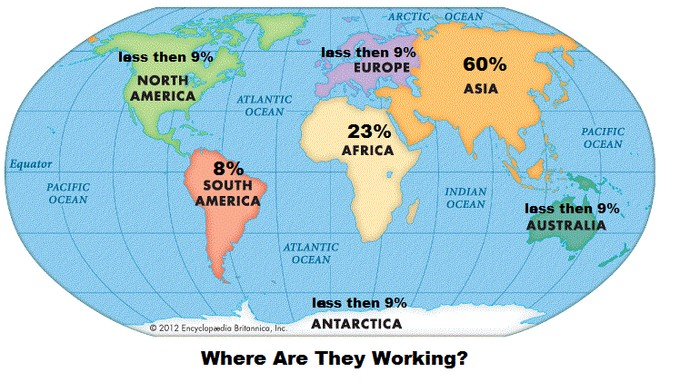 ARCTIC OCEAN
less then 9%
NORTH
AMERICA
less then 9%
EUROPE
60%
ASIA
ATLANTIC
OCEAN
23%
AFRICA
PACIFIC
OCEAN
Equator
8%
SOUTH
AMERICA
PACIFIC
OCEAN
INDIAN
OCEAN
less then 9%
AUSTRALIA
ATLANTIC
OCEAN
less then 9%
ANTARCTICA
© 2012 Encyclopædia Britannica, Inc.
Where Are They Working?